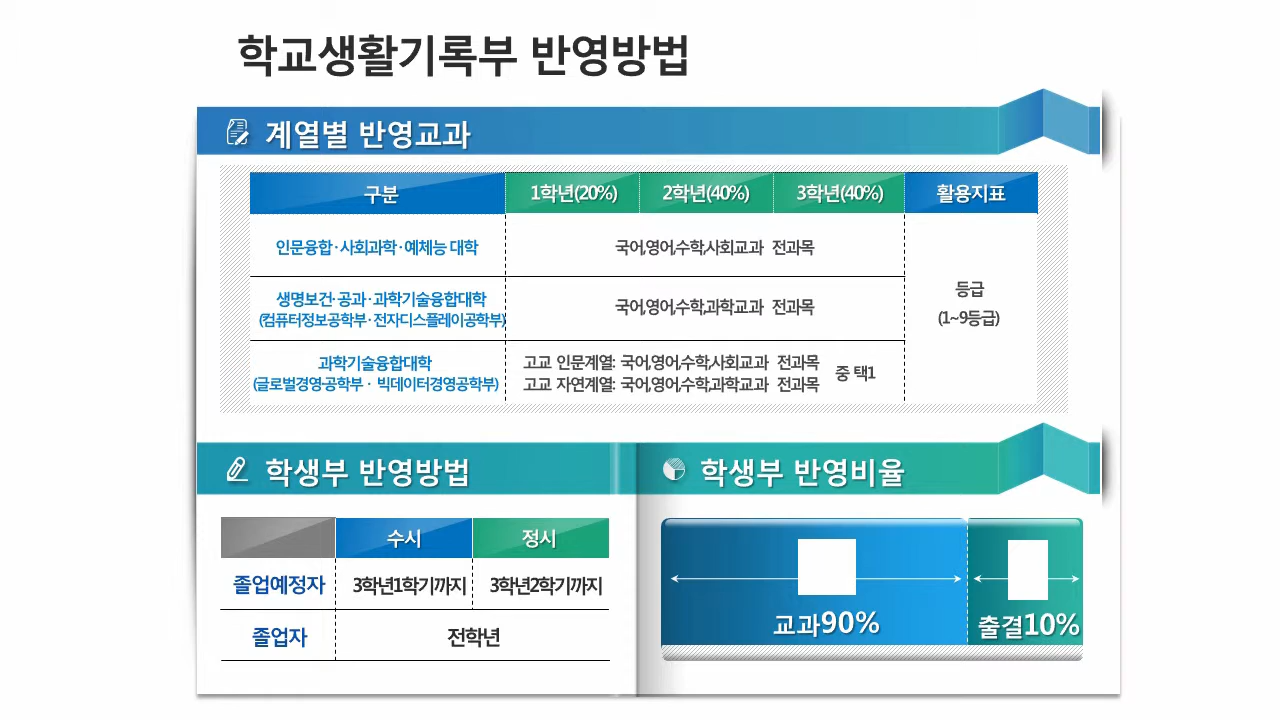 학교생활기록부 반영방법
계열별 반영교과
구분 1학년(20%) 2학년(40%) 3학년(40%) 활용지표
인문융합·사회과학·예체능 대학 국어,영어,수학,사회교과 전과목
생명보건·공과·과학기술융합대학
(컴퓨터정보공학부·전자디스플레이공학부) 국어,영어,수학,과학교과 전과목
등급
(1~9등급)
과학기술융합대학
(글로벌경영공학부· 빅데이터경영공학부)
고교 인문계열: 국어,영어,수학,사회교과 전과목
고교 자연계열: 국어,영어,수학,과학교과 전과목
중 택1
학생부 반영방법
수시 정시
졸업예정자 3학년1학기까지 3학년2학기까지
졸업자 전학년
학생부 반영비율
교과90% 출결10%